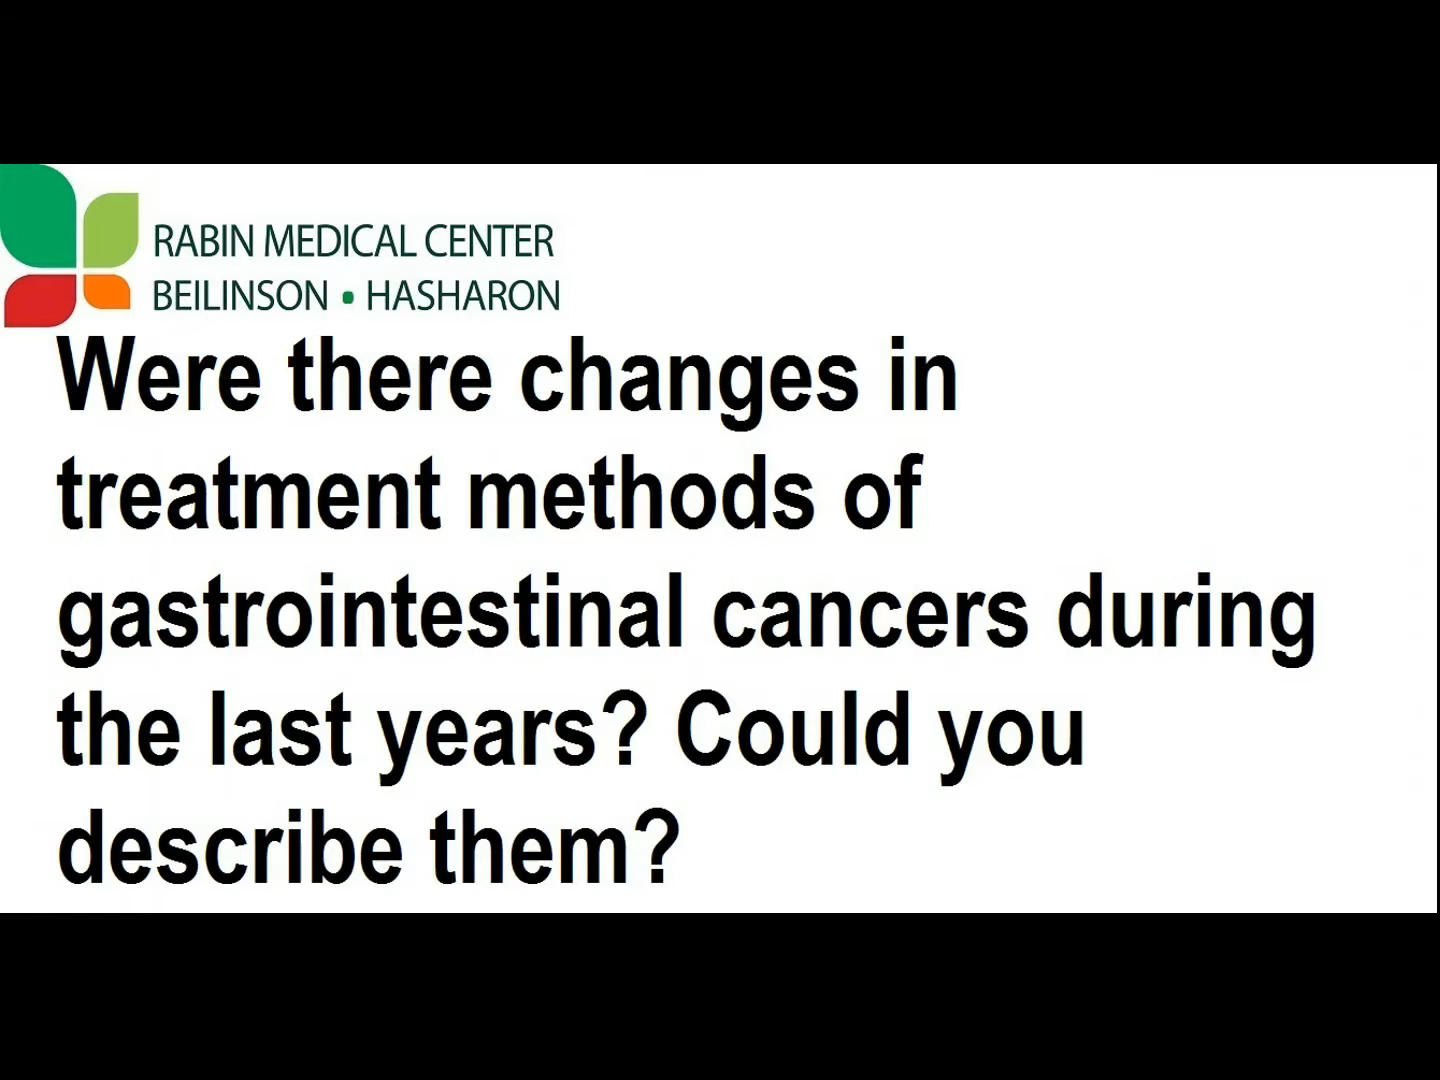 RABIN MEDICAL CENTER
BEILINSON • HASHARON
Were there changes in
treatment methods of
gastrointestinal cancers during
the last years? Could you
describe them?